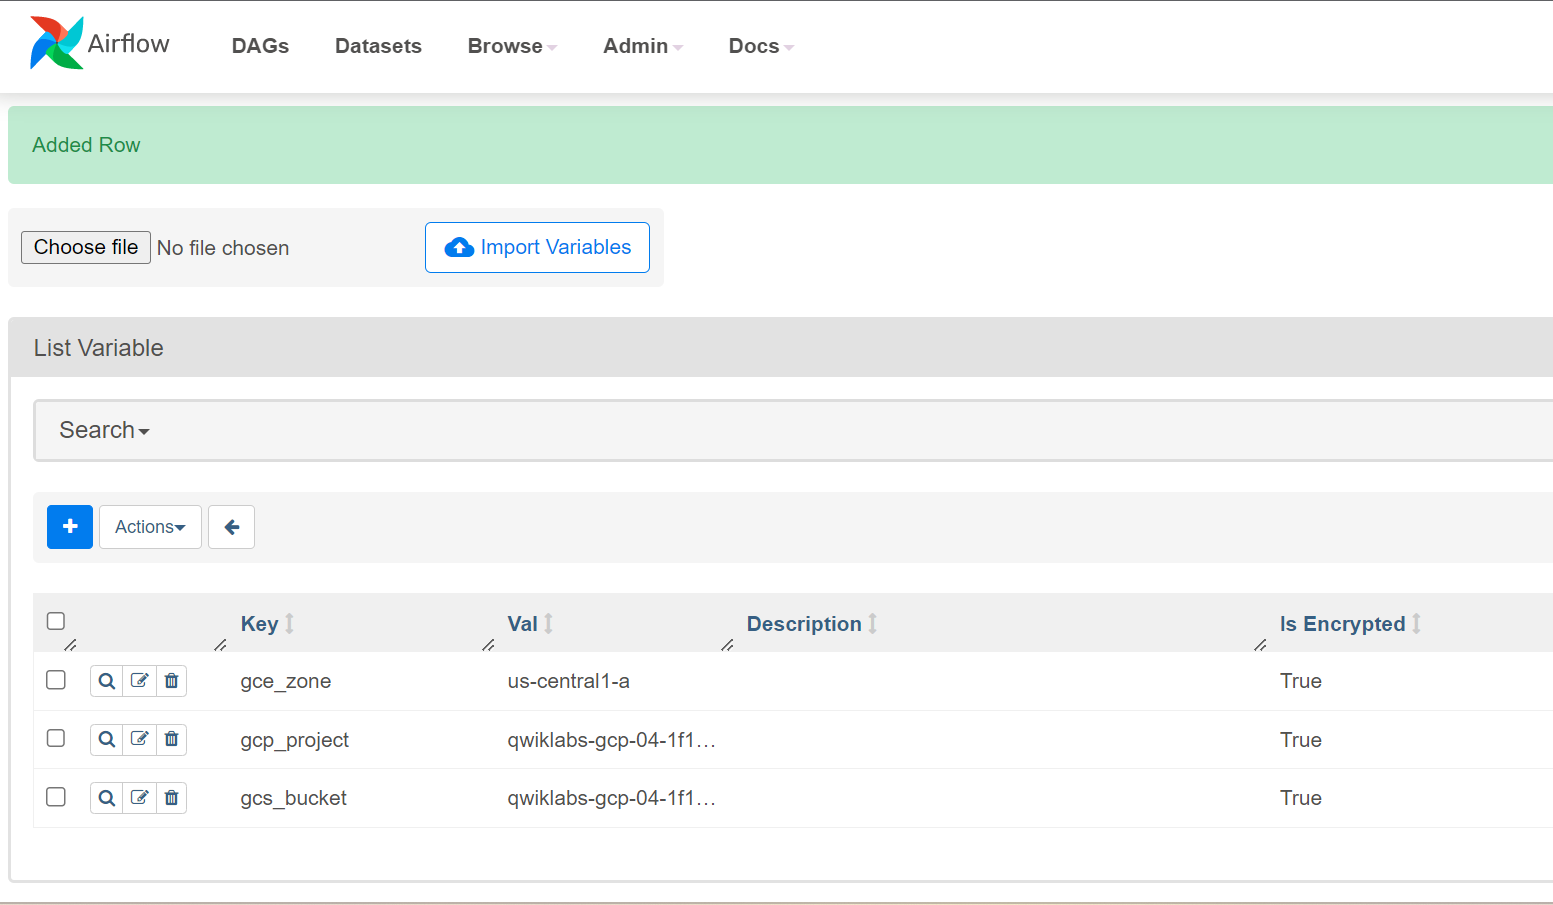 Airflow DAGs Datasets Browse Admin Docs
Added Row
Choose file No file chosen Import Variables
List Variable
Search
Actions
Key Val Description Is Encrypted
gce_zone us-central1-a True
gcp_project qwiklabs-gcp-04-1f1… True
gcs_bucket qwiklabs-gcp-04-1f1… True